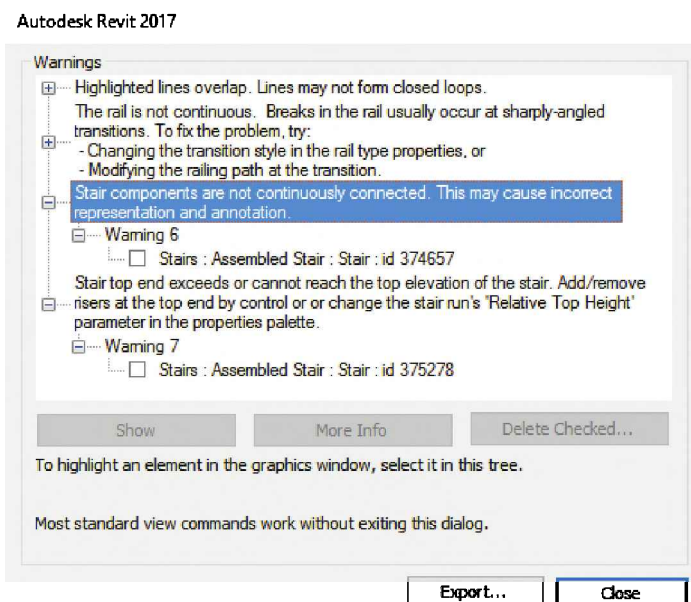 Autodesk Revit 2017
Warnings
Highlighted lines overlap. Lines may not form closed loops.
The rail is not continuous. Breaks in the rail usually occur at sharply-angled
transitions. To fix the problem, try:
- Changing the transition style in the rail type properties, or
- Modifying the railing path at the transition.
Stair components are not continuously connected. This may cause incorrect
representation and annotation.
Warning 6
Stairs : Assembled Stair : Stair : id 374657
Stair top end exceeds or cannot reach the top elevation of the stair. Add/remove
risers at the top end by control or or change the stair run's 'Relative Top Height'
parameter in the properties palette.
Warning 7
Stairs : Assembled Stair : Stair : id 375278
Show More Info Delete Checked...
To highlight an element in the graphics window, select it in this tree.
Most standard view commands work without exiting this dialog.
Export... Close